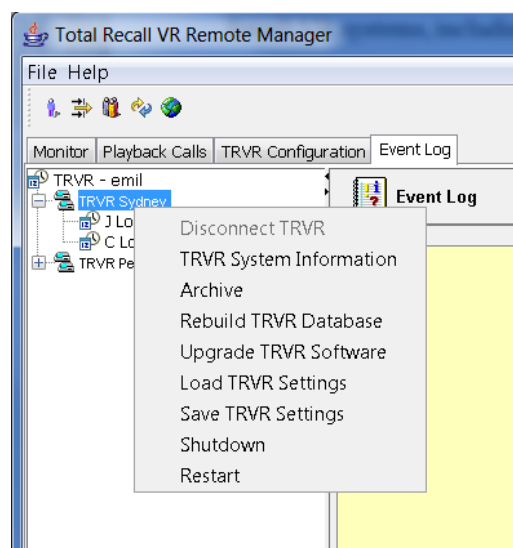 Total Recall VR Remote Manager
File Help
Monitor Playback Calls TRVR Configuration Event Log
TRVR - emil
TRVR Sydney
Event Log
J Lo
C Lo
TRVR Pe
Disconnect TRVR
TRVR System Information
Archive
Rebuild TRVR Database
Upgrade TRVR Software
Load TRVR Settings
Save TRVR Settings
Shutdown
Restart